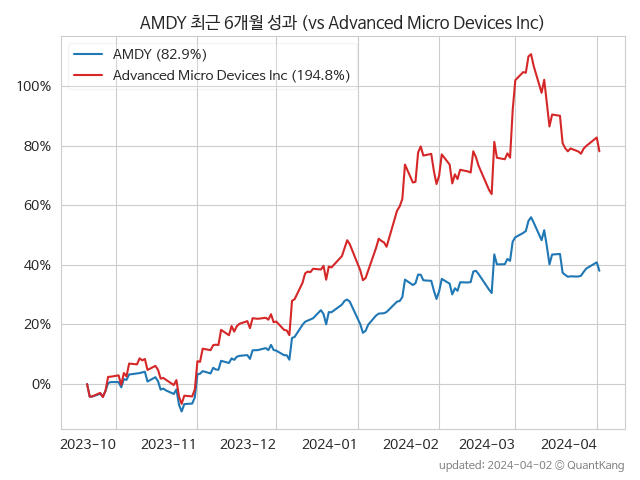 AMDY 최근 6개월 성과 (vs Advanced Micro Devices Inc)
AMDY (82.9%)
Advanced Micro Devices Inc (194.8%)
100%
80%
60%
40%
20%
0%
2023-10 2023-11 2023-12 2024-01 2024-02 2024-03 2024-04
updated: 2024-04-02 © QuantKang